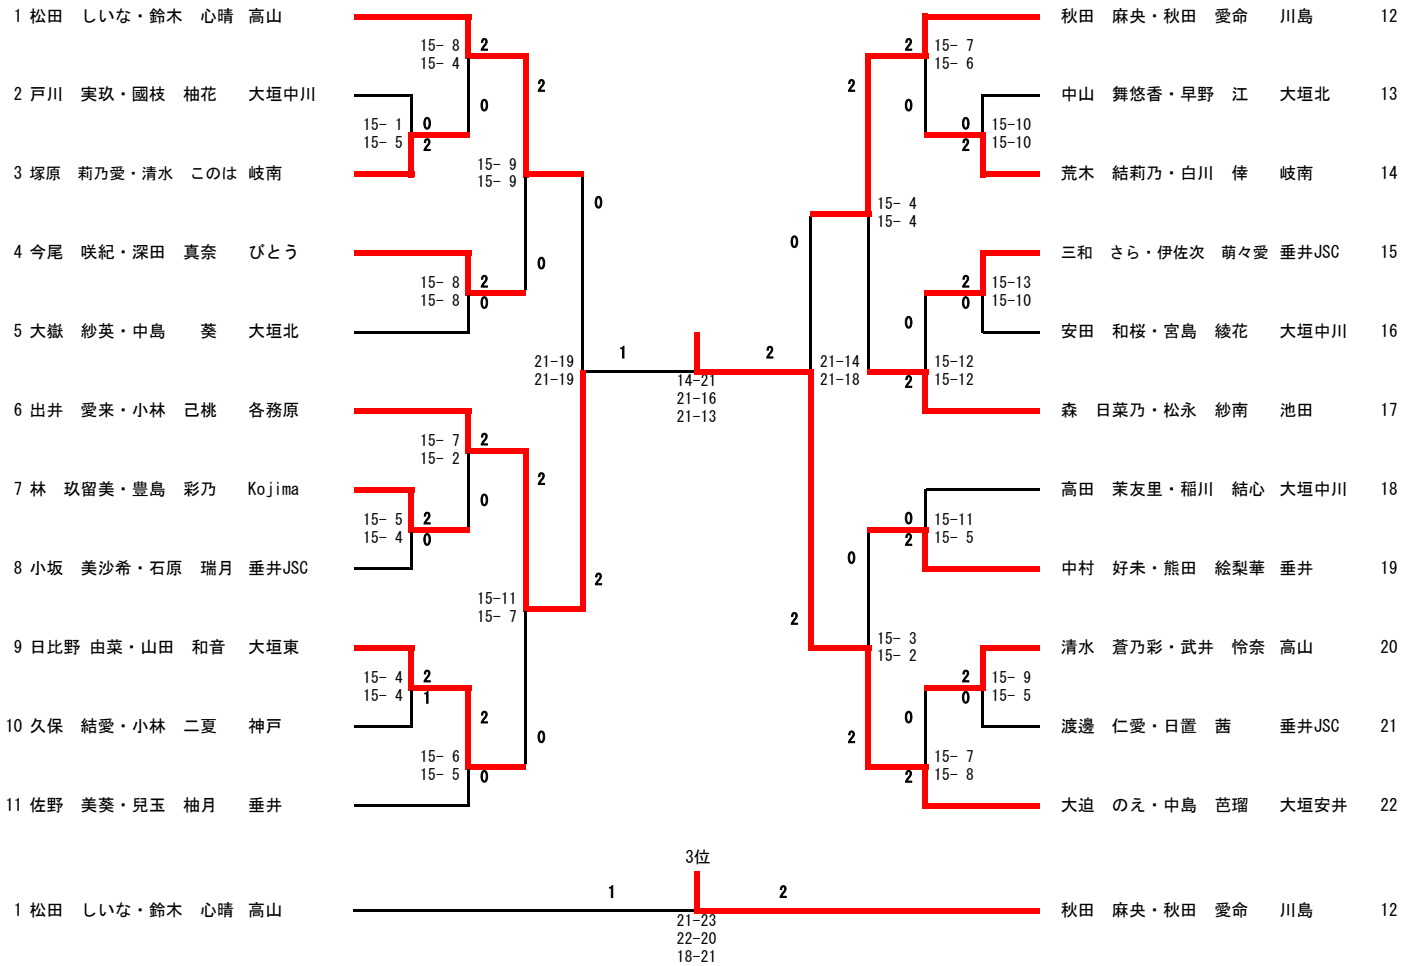 1 松田　しいな・鈴木　心晴 高山
15- 8 2
15- 4
2
2 戸川　実玖・國枝　柚花 大垣中川
0
15- 1 0
15- 5 2
3 塚原　莉乃愛・清水　このは 岐南
15- 9
15- 9
0
4 今尾　咲紀・深田　真奈 びとう
0
15- 8 2
15- 8 0
5 大嶽　紗英・中島　　葵 大垣北
21-19
21-19
1
6 出井　愛来・小林　己桃 各務原
15- 7 2
15- 2
2
7 林　玖留美・豊島　彩乃 Kojima
0
15- 5 2
15- 4 0
8 小坂　美沙希・石原　瑞月 垂井JSC
2
15-11
15- 7
9 日比野 由菜・山田　和音 大垣東
15- 4 2
15- 4 1
2
10 久保　結愛・小林　二夏 神戸
0
15- 6
15- 5 0
11 佐野　美葵・兒玉　柚月 垂井
14-21
21-16
21-13
秋田　麻央・秋田　愛命 川島 12
2 15- 7
15- 6
2
中山　舞悠香・早野　江 大垣北 13
0
0 15-10
2 15-10
荒木　結莉乃・白川　倖 岐南 14
15- 4
15- 4
0
三和　さら・伊佐次　萌々愛 垂井JSC 15
2 15-13
0 15-10
0
安田　和桜・宮島　綾花 大垣中川 16
2
21-14
21-18
15-12
2 15-12
森　日菜乃・松永　紗南 池田 17
高田　茉友里・稲川　結心 大垣中川 18
0 15-11
2 15- 5
0
中村　好未・熊田　絵梨華 垂井 19
2
15- 3
15- 2
清水　蒼乃彩・武井　怜奈 高山 20
2 15- 9
0 15- 5
0
渡邊　仁愛・日置　茜 垂井JSC 21
2
15- 7
2 15- 8
大迫　のえ・中島　芭瑠 大垣安井 22
3位
1 2
1 松田　しいな・鈴木　心晴 高山
秋田　麻央・秋田　愛命 川島 12
21-23
22-20
18-21